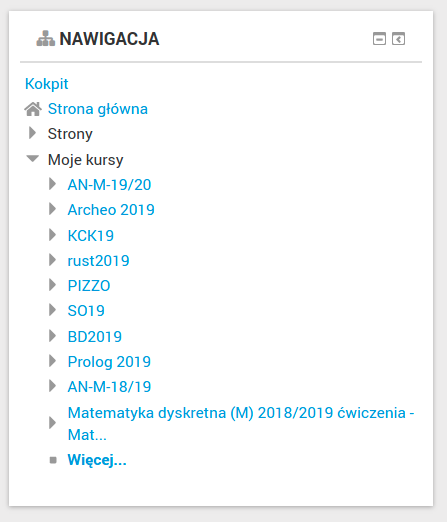 NAWIGACJA
Kokpit
Strona główna
Strony
Moje kursy
AN-M-19/20
Archeo 2019
KCK19
rust2019
PIZZO
SO19
BD2019
Prolog 2019
AN-M-18/19
Matematyka dyskretna (M) 2018/2019 ćwiczenia -
Mat...
Więcej...